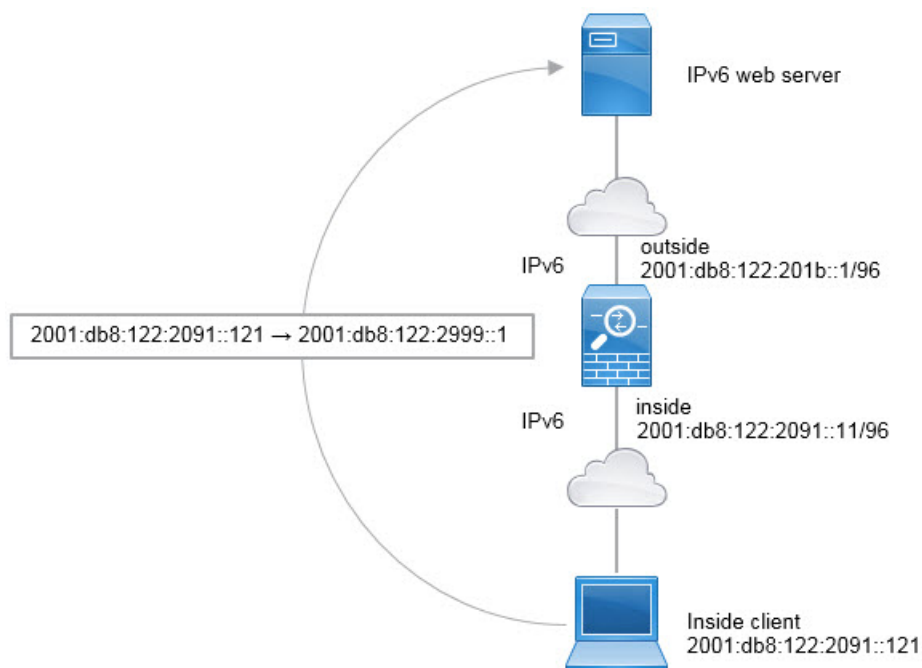 IPv6 web server
outside
IPv6
2001:db8:122:201b::1/96
2001:db8:122:2091::121 → 2001:db8:122:2999::1
inside
IPv6
2001:db8:122:2091::11/96
Inside client
2001:db8:122:2091::121